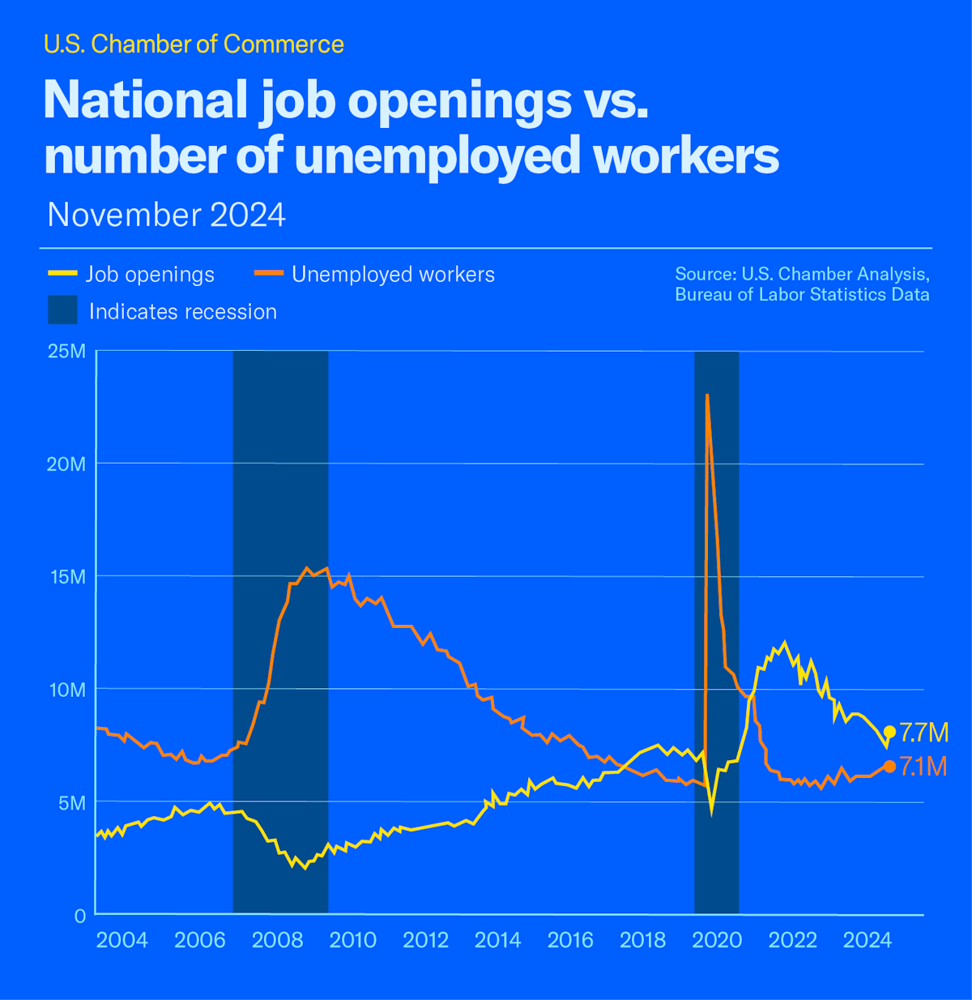 U.S. Chamber of Commerce
National job openings vs.
number of unemployed workers
November 2024
Job openings
Unemployed workers
Indicates recession
Source: U.S. Chamber Analysis,
Bureau of Labor Statistics Data
25M
20M
15M
10M
5M
0
7.7M
7.1M
2004 2006 2008 2010 2012 2014 2016 2018 2020 2022 2024